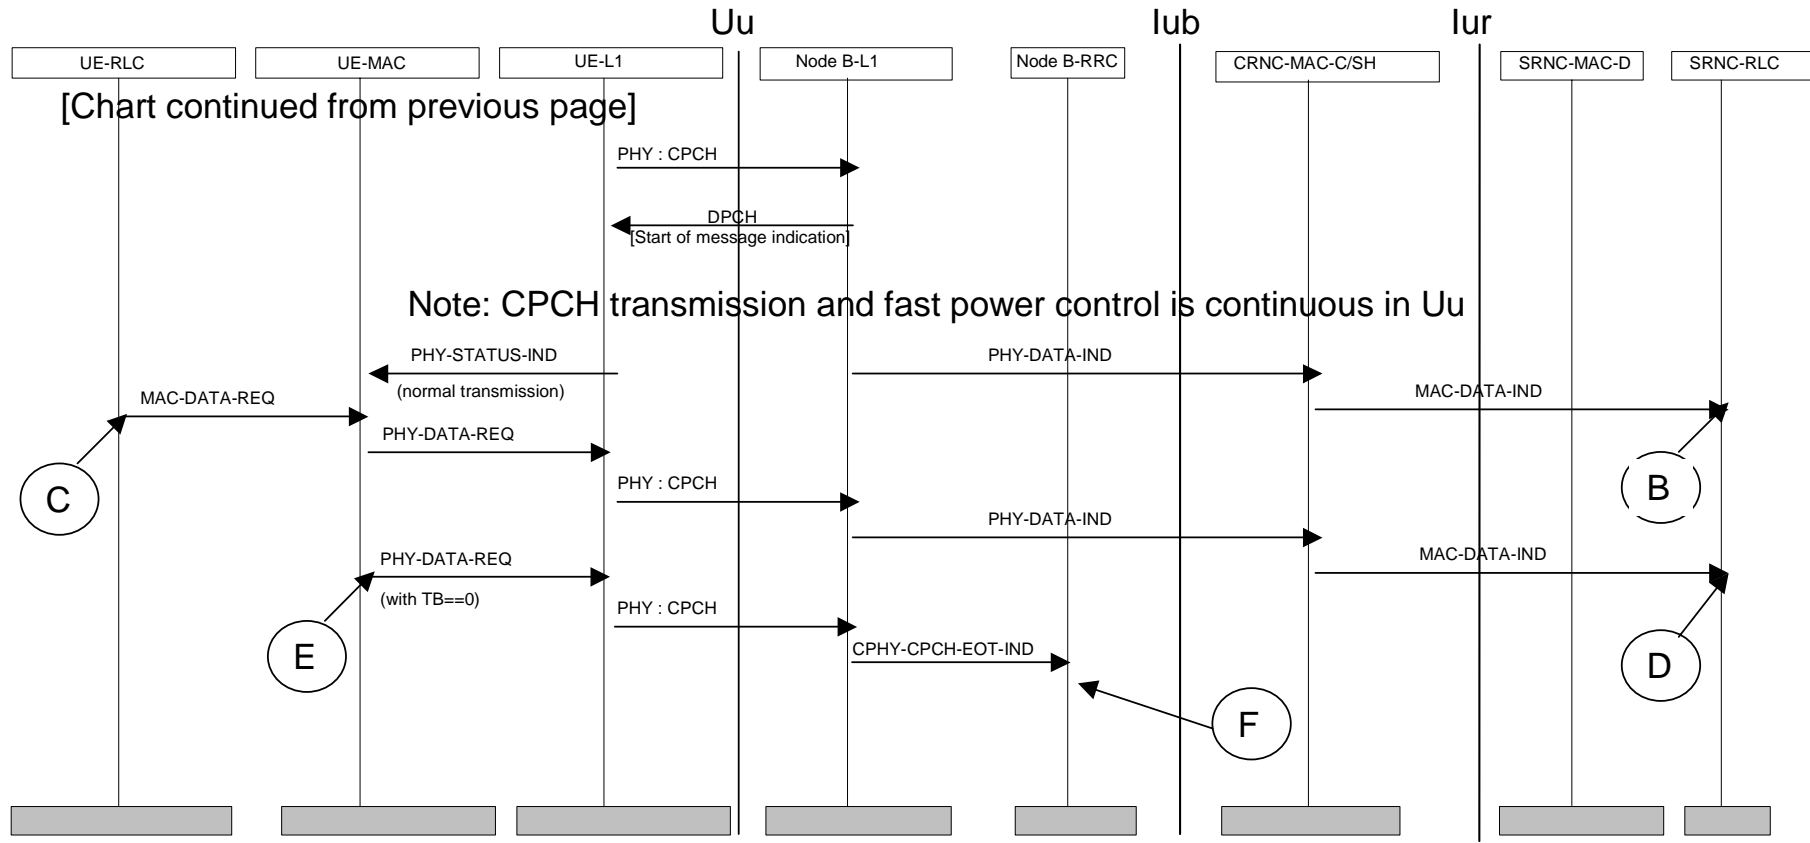 Uu
Iub
Iur
UE-RLC
UE-MAC
UE-L1
Node B-L1
Node B-RRC
CRNC-MAC-C/SH
SRNC-MAC-D
SRNC-RLC
[Chart continued from previous page]
PHY : CPCH
DPCH
[Start of message indication]
Note: CPCH transmission and fast power control is continuous in Uu
PHY-STATUS-IND
PHY-DATA-IND
(normal transmission)
MAC-DATA-REQ
MAC-DATA-IND
PHY-DATA-REQ
C
B
PHY : CPCH
PHY-DATA-IND
PHY-DATA-REQ
MAC-DATA-IND
(with TB==0)
PHY : CPCH
E
CPHY-CPCH-EOT-IND
D
F